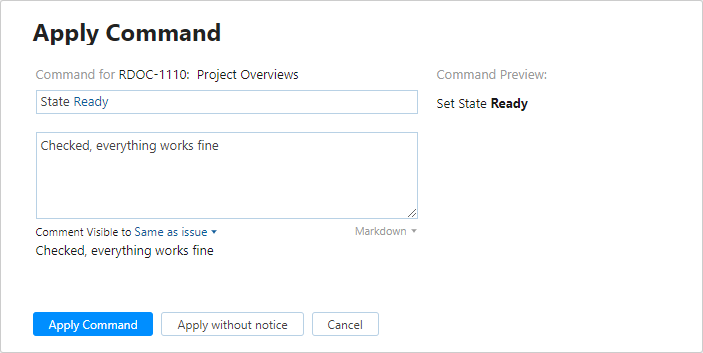 Apply Command
Command for RDOC-1110: Project Overviews
Command Preview:
State Ready
Set State Ready
Checked, everything works fine
Comment Visible to Same as issue
Markdown
Checked, everything works fine
Apply Command
Apply without notice
Cancel